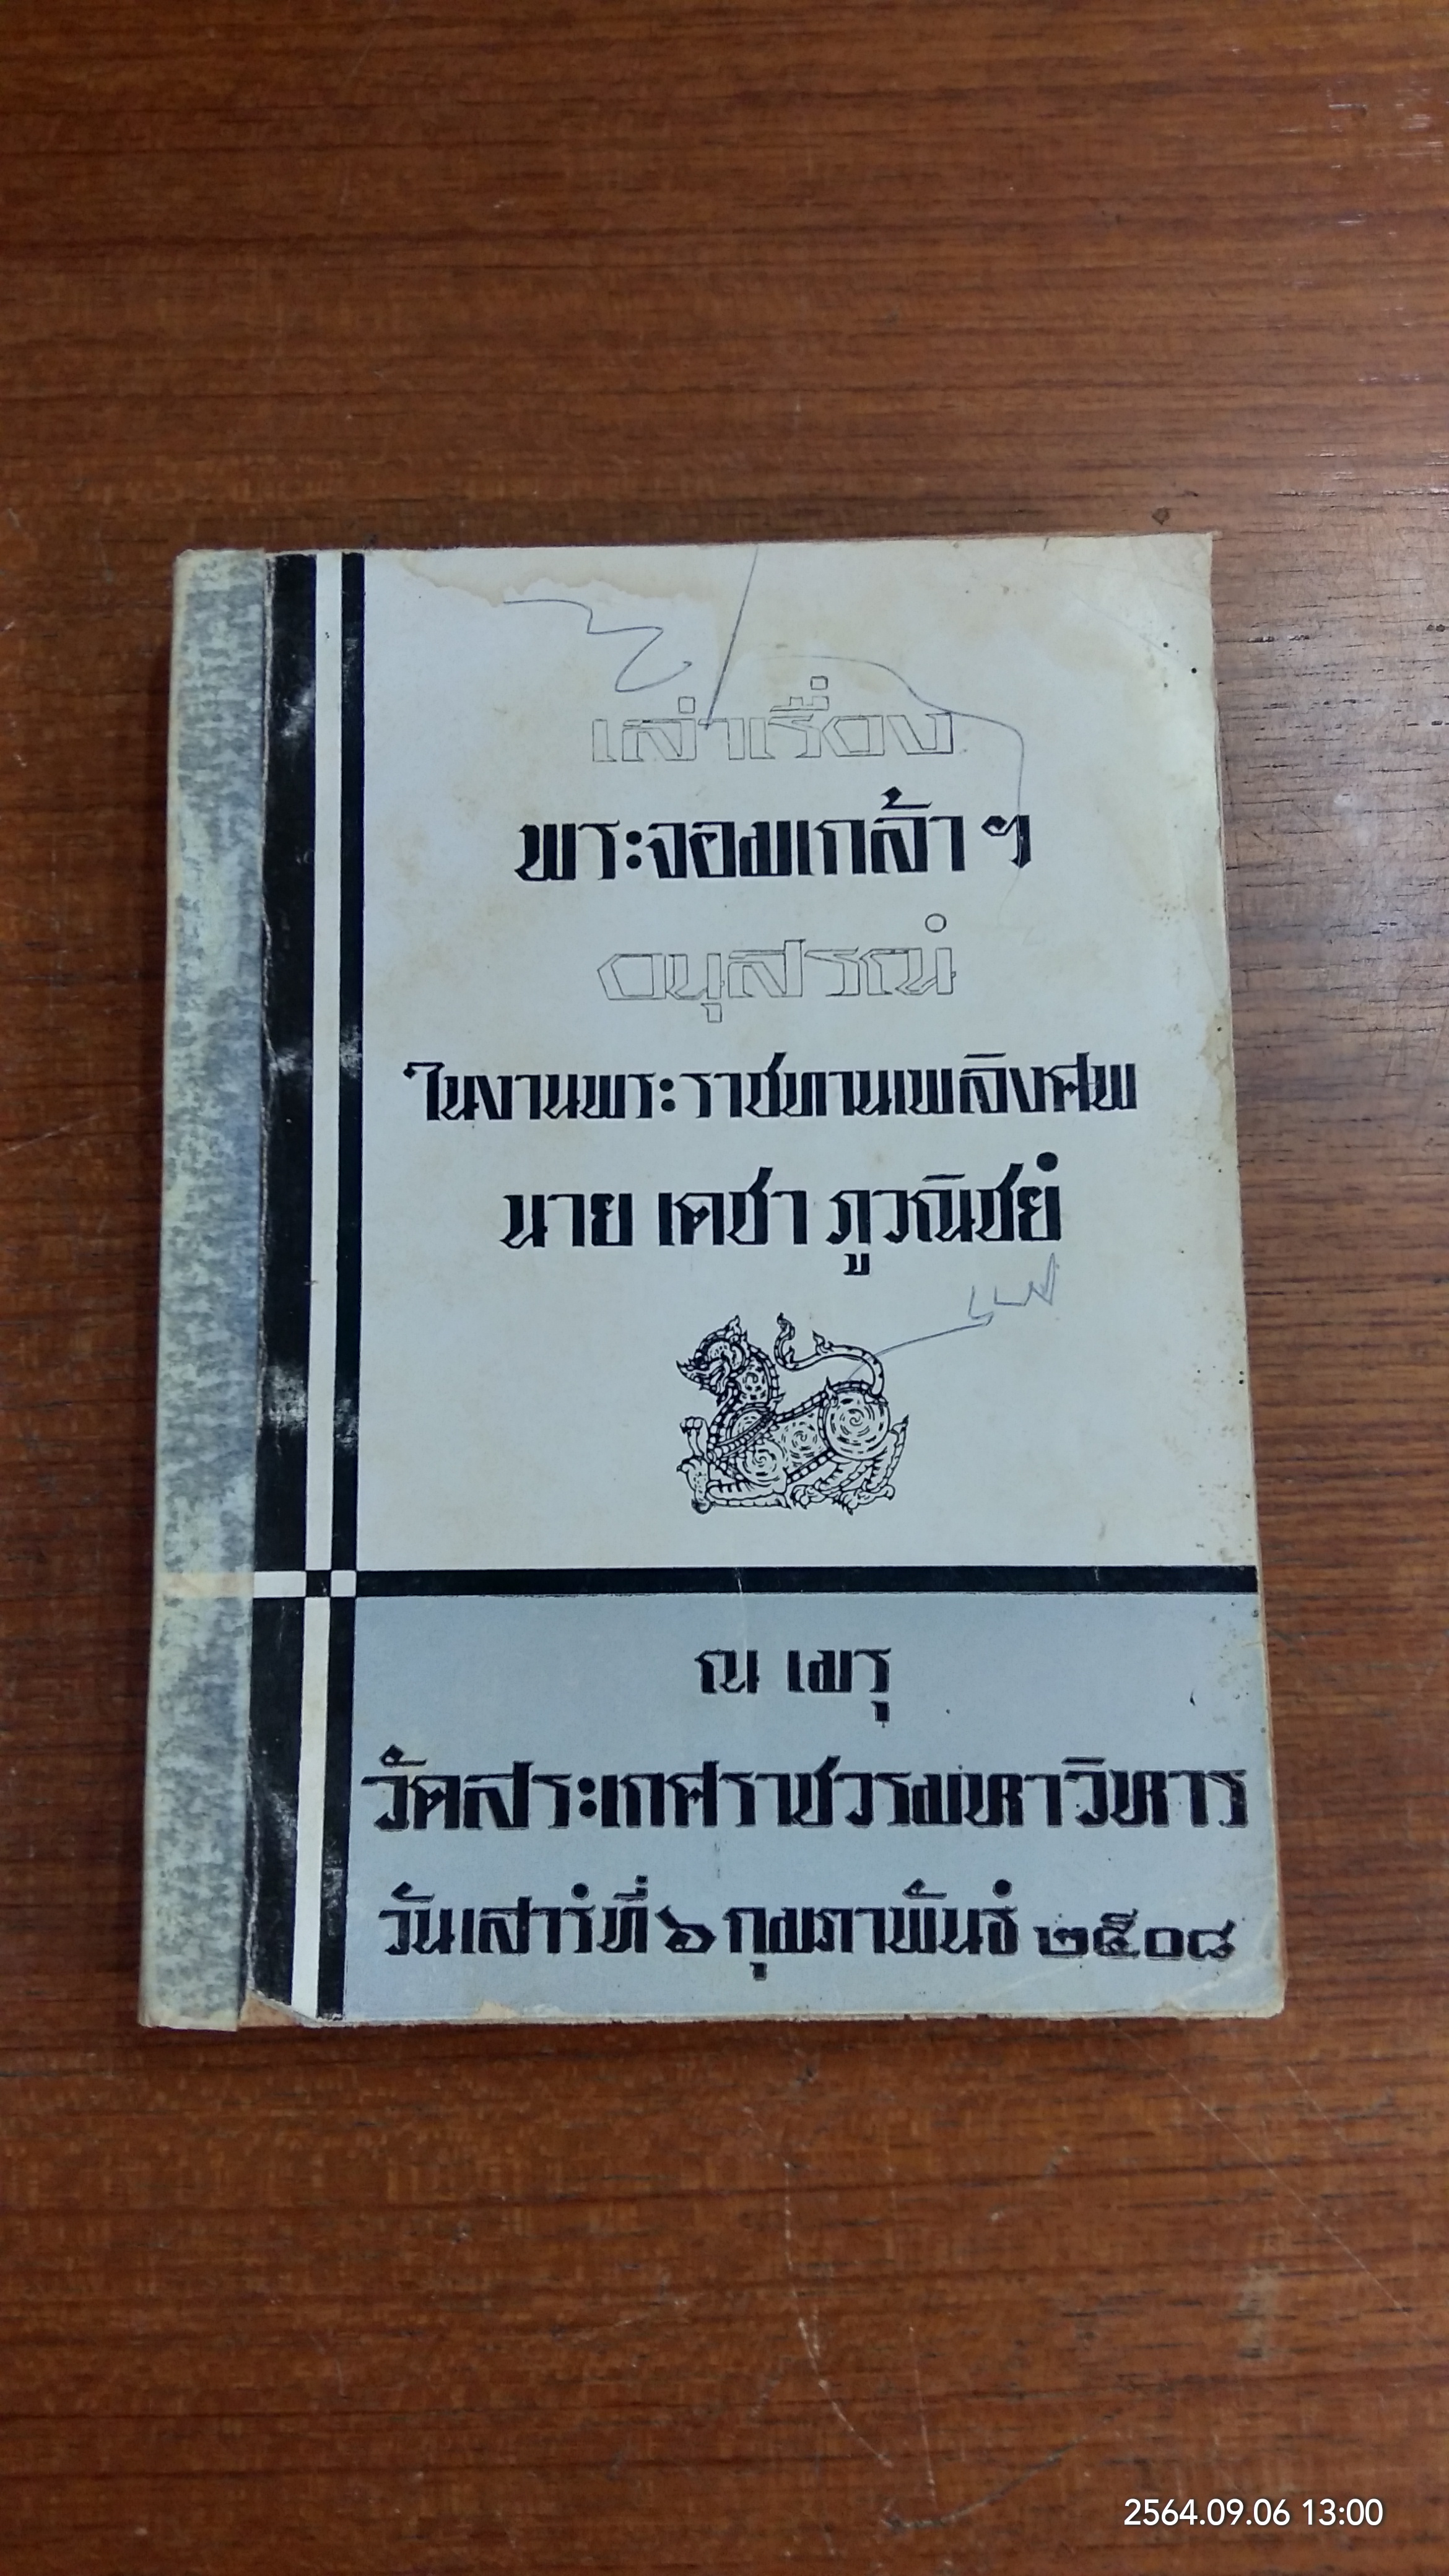 เล่าเรื่อง
พระจอมเกล้าฯ
อนุสรณ์
ในงานพระราชทานเพลิงศพ
นาย เดชา ภูวณิชย์
ณ เมรุ
วัดสระเกศราชวรมหาวิหาร
วันเสาร์ที่ ๖ กุมภาพันธ์ ๒๕๐๘
2564.09.06 13:00